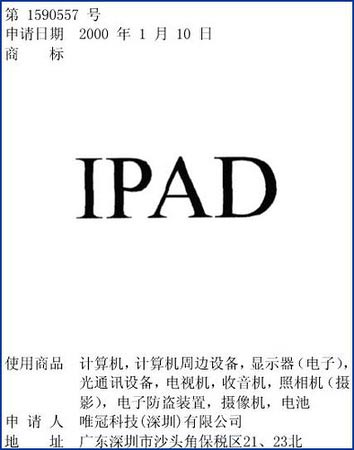 第 1590557 号
申请日期 2000 年 1 月 10 日
商 标
IPAD
使用商品 计算机,计算机周边设备,显示器(电子),
光通讯设备,电视机,收音机,照相机(摄
影),电子防盗装置,摄像机,电池
申 请 人 唯冠科技(深圳)有限公司
地 址 广东深圳市沙头角保税区21、23北